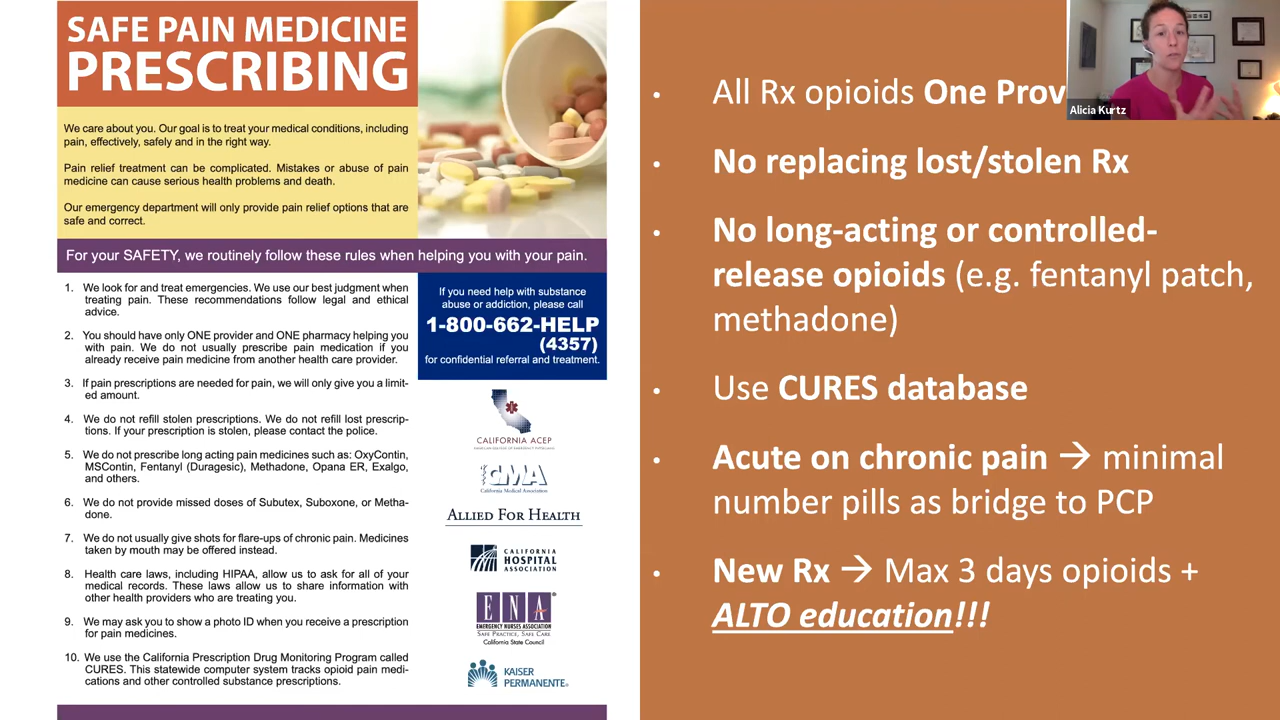 SAFE PAIN MEDICINE
PRESCRIBING
We care about you. Our goal is to treat your medical conditions, including
pain, effectively, safely and in the right way.
Pain relief treatment can be complicated. Mistakes or abuse of pain
medicine can cause serious health problems and death.
Our emergency department will only provide pain relief options that are
safe and correct.
For your SAFETY, we routinely follow these rules when helping you with your pain.
1. We look for and treat emergencies. We use our best judgment when
treating pain. These recommendations follow legal and ethical
advice.
2. You should have only ONE provider and ONE pharmacy helping you
with pain. We do not usually prescribe pain medication if you
already receive pain medicine from another health care provider.
3. If pain prescriptions are needed for pain, we will only give you a limit-
ed amount.
4. We do not refill stolen prescriptions. We do not refill lost prescrip-
tions. If your prescription is stolen, please contact the police.
5. We do not prescribe long acting pain medicines such as: OxyContin,
MSContin, Fentanyl (Duragesic), Methadone, Opana ER, Exalgo,
and others.
6. We do not provide missed doses of Subutex, Suboxone, or Metha-
done.
7. We do not usually give shots for flare-ups of chronic pain. Medicines
taken by mouth may be offered instead.
8. Health care laws, including HIPAA, allow us to ask for all of your
medical records. These laws allow us to share information with
other health providers who are treating you.
9. We may ask you to show a photo ID when you receive a prescription
for pain medicines.
10. We use the California Prescription Drug Monitoring Program called
CURES. This statewide computer system tracks opioid pain medi-
cations and other controlled substance prescriptions.
If you need help with substance
abuse or addiction, please call
1-800-662-HELP
(4357)
for confidential referral and treatment.
CALIFORNIA ACEP
CMA
California Medical Association
ALLIED FOR HEALTH
CALIFORNIA
HOSPITAL
ASSOCIATION
ENA®
EMERGENCY NURSES ASSOCIATION
SAFE PRACTICE, SAFE CARE
California State Council
KAISER
PERMANENTE®
• All Rx opioids One Prov
• No replacing lost/stolen Rx
• No long-acting or controlled-
release opioids (e.g. fentanyl patch,
methadone)
• Use CURES database
• Acute on chronic pain → minimal
number pills as bridge to PCP
• New Rx → Max 3 days opioids +
ALTO education!!!
Alicia Kurtz